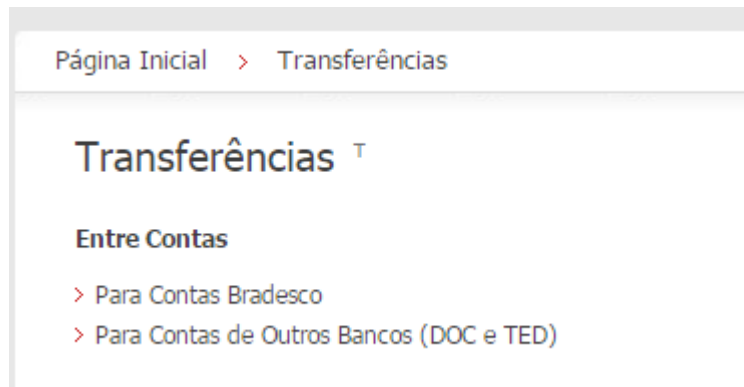 Página Inicial > Transferências
Transferências T
Entre Contas
> Para Contas Bradesco
> Para Contas de Outros Bancos (DOC e TED)